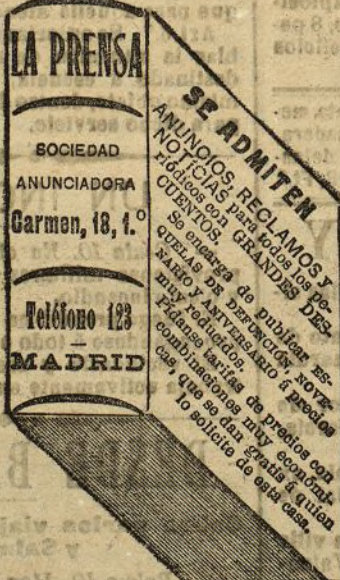 LA PRENSA
SOCIEDAD
ANUNCIADORA
Carmen, 18, 1.º
Teléfono 123
MADRID
SE ADMITEN
ANUNCIOS, RECLAMOS y
NOTICIAS para todos los pe-
riódicos con GRANDES DES-
CUENTOS.
Se encarga de publicar ES-
QUELAS DE DEFUNCIÓN, NOVE-
NARIO y ANIVERSARIO á precios
muy reducidos.
Pídanse tarifas de precios con
combinaciones muy económi-
cas, que se dan gratis á quien
lo solicite de esta casa.